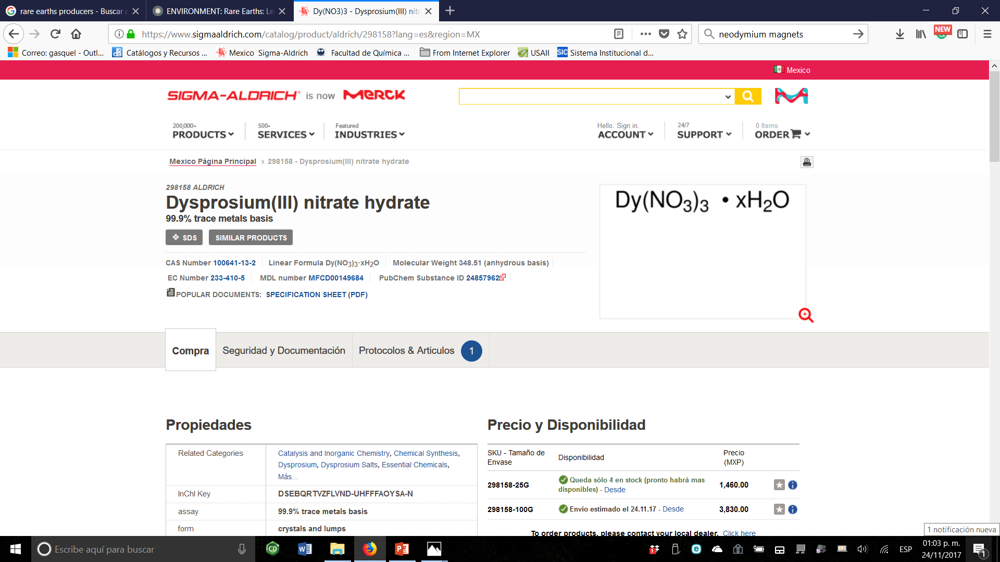 rare earths producers - Buscar c
ENVIRONMENT: Rare Earths: Le
Dy(NO3)3 - Dysprosium(III) nitr
https://www.sigmaaldrich.com/catalog/product/aldrich/298158?lang=es&region=MX
neodymium magnets
NEW
Correo: gasquel - Outl...
Catálogos y Recursos ...
Mexico Sigma-Aldrich
Facultad de Química ...
From Internet Explorer
USAII
SIC Sistema Institucional d...
Mexico
SIGMA-ALDRICH® is now MERCK
200,000+
PRODUCTS
500+
SERVICES
Featured
INDUSTRIES
Hello. Sign in.
ACCOUNT
24/7
SUPPORT
0 Items
ORDER
Mexico Página Principal > 298158 - Dysprosium(III) nitrate hydrate
298158 ALDRICH
Dysprosium(III) nitrate hydrate
99.9% trace metals basis
SDS
SIMILAR PRODUCTS
Dy(NO3)3 • xH2O
CAS Number 100641-13-2 Linear Formula Dy(NO3)3·xH2O Molecular Weight 348.51 (anhydrous basis)
EC Number 233-410-5 MDL number MFCD00149684 PubChem Substance ID 24857962
POPULAR DOCUMENTS: SPECIFICATION SHEET (PDF)
Compra
Seguridad y Documentación
Protocolos & Articulos 1
Propiedades
Related Categories
Catalysis and Inorganic Chemistry, Chemical Synthesis,
Dysprosium, Dysprosium Salts, Essential Chemicals,
Más...
InChI Key DSEBQRTVZFLVND-UHFFFAOYSA-N
assay 99.9% trace metals basis
form crystals and lumps
Precio y Disponibilidad
SKU - Tamaño de
Envase
Disponibilidad
Precio
(MXP)
298158-25G
Queda sólo 4 en stock (pronto habrá mas
disponibles) - Desde
1,460.00
298158-100G
Envio estimado el 24.11.17 - Desde
3,830.00
To order products, please contact your local dealer. Click here
1 notificación nueva
Escribe aquí para buscar
ESP
01:03 p. m.
24/11/2017
1